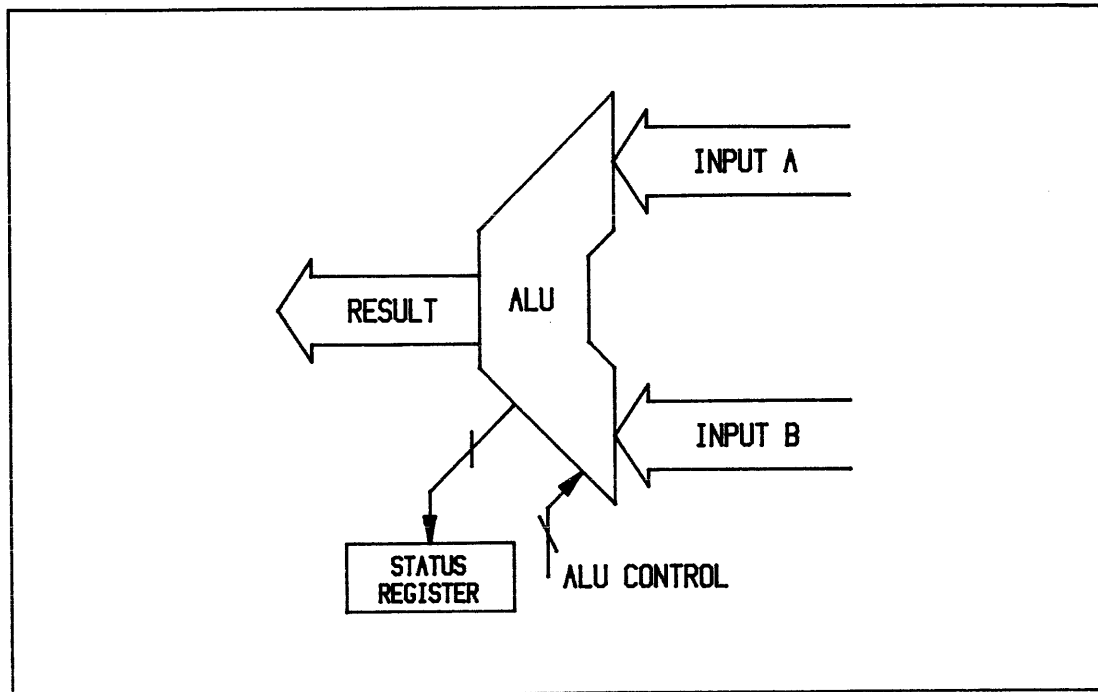 INPUT A
RESULT
ALU
INPUT B
STATUS
REGISTER
ALU CONTROL